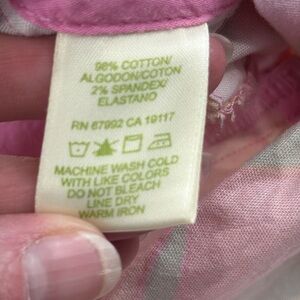 98% COTTON/
ALGODON/COTON
2% SPANDEX/
ELASTANO
RN 67992 CA 19117
MACHINE WASH COLD
WITH LIKE COLORS
DO NOT BLEACH
LINE DRY
WARM IRON